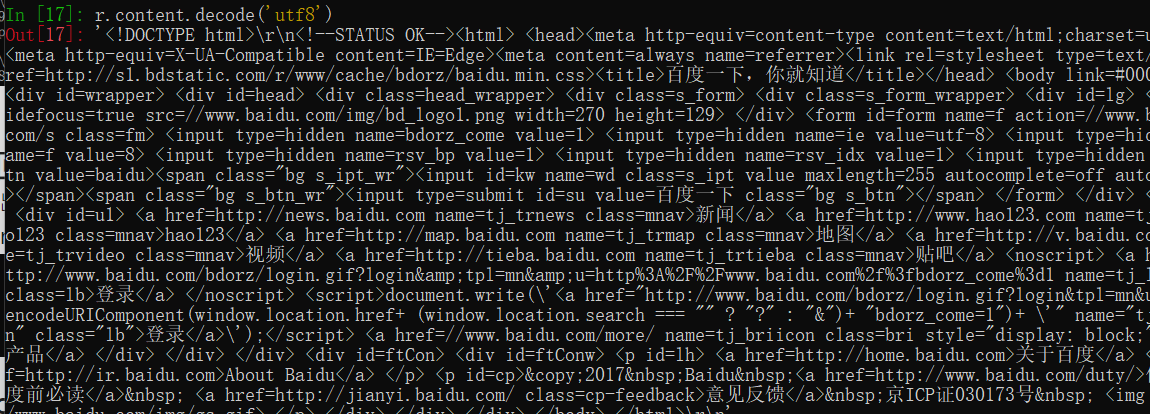 In [17]: r.content.decode('utf8')
Out[17]: '<!DOCTYPE html>\r\n<!--STATUS OK--><html> <head><meta http-equiv=content-type content=text/html;charset=u
<meta http-equiv=X-UA-Compatible content=IE=Edge><meta content=always name=referrer><link rel=stylesheet type=text/
ref=http://s1.bdstatic.com/r/www/cache/bdorz/baidu.min.css><title>百度一下，你就知道</title></head> <body link=#000
<div id=wrapper> <div id=head> <div class=head_wrapper> <div class=s_form> <div class=s_form_wrapper> <div id=lg>
idefocus=true src=//www.baidu.com/img/bd_logo1.png width=270 height=129> </div> <form id=form name=f action=//www.b
com/s class=fm> <input type=hidden name=bdorz_come value=1> <input type=hidden name=ie value=utf-8> <input type=hidden
ame=f value=8> <input type=hidden name=rsv_bp value=1> <input type=hidden name=rsv_idx value=1> <input type=hidden
tn value=baidu><span class="bg s_ipt_wr"><input id=kw name=wd class=s_ipt value maxlength=255 autocomplete=off auto
></span><span class="bg s_btn_wr"><input type=submit id=su value=百度一下 class="bg s_btn"></span> </form> </div> <
<div id=u1> <a href=http://news.baidu.com name=tj_trnews class=mnav>新闻</a> <a href=http://www.hao123.com name=tj
o123 class=mnav>hao123</a> <a href=http://map.baidu.com name=tj_trmap class=mnav>地图</a> <a href=http://v.baidu.co
e=tj_trvideo class=mnav>视频</a> <a href=http://tieba.baidu.com name=tj_trtieba class=mnav>贴吧</a> <noscript> <a h
ttp://www.baidu.com/bdorz/login.gif?login&amp;tpl=mn&amp;u=http%3A%2F%2Fwww.baidu.com%2f%3fbdorz_come%3d1 name=tj_l
class=lb>登录</a> </noscript> <script>document.write(\'<a href="http://www.baidu.com/bdorz/login.gif?login&tpl=mn&u
encodeURIComponent(window.location.href+ (window.location.search === "" ? "?" : "&")+ "bdorz_come=1")+ \'" name="tj
n" class="lb">登录</a>\');</script> <a href=//www.baidu.com/more/ name=tj_briicon class=bri style="display: block;"
产品</a> </div> </div> </div> <div id=ftCon> <div id=ftConw> <p id=lh> <a href=http://home.baidu.com>关于百度</a> <
f=http://ir.baidu.com>About Baidu</a> </p> <p id=cp>&copy;2017&nbsp;Baidu&nbsp;<a href=http://www.baidu.com/duty/>
度前必读</a>&nbsp; <a href=http://jianyi.baidu.com/ class=cp-feedback>意见反馈</a>&nbsp;京ICP证030173号&nbsp; <img
/www.baidu.com/img/gs.gif> </p> </div> </div> </div> </body> </html>\r\n'